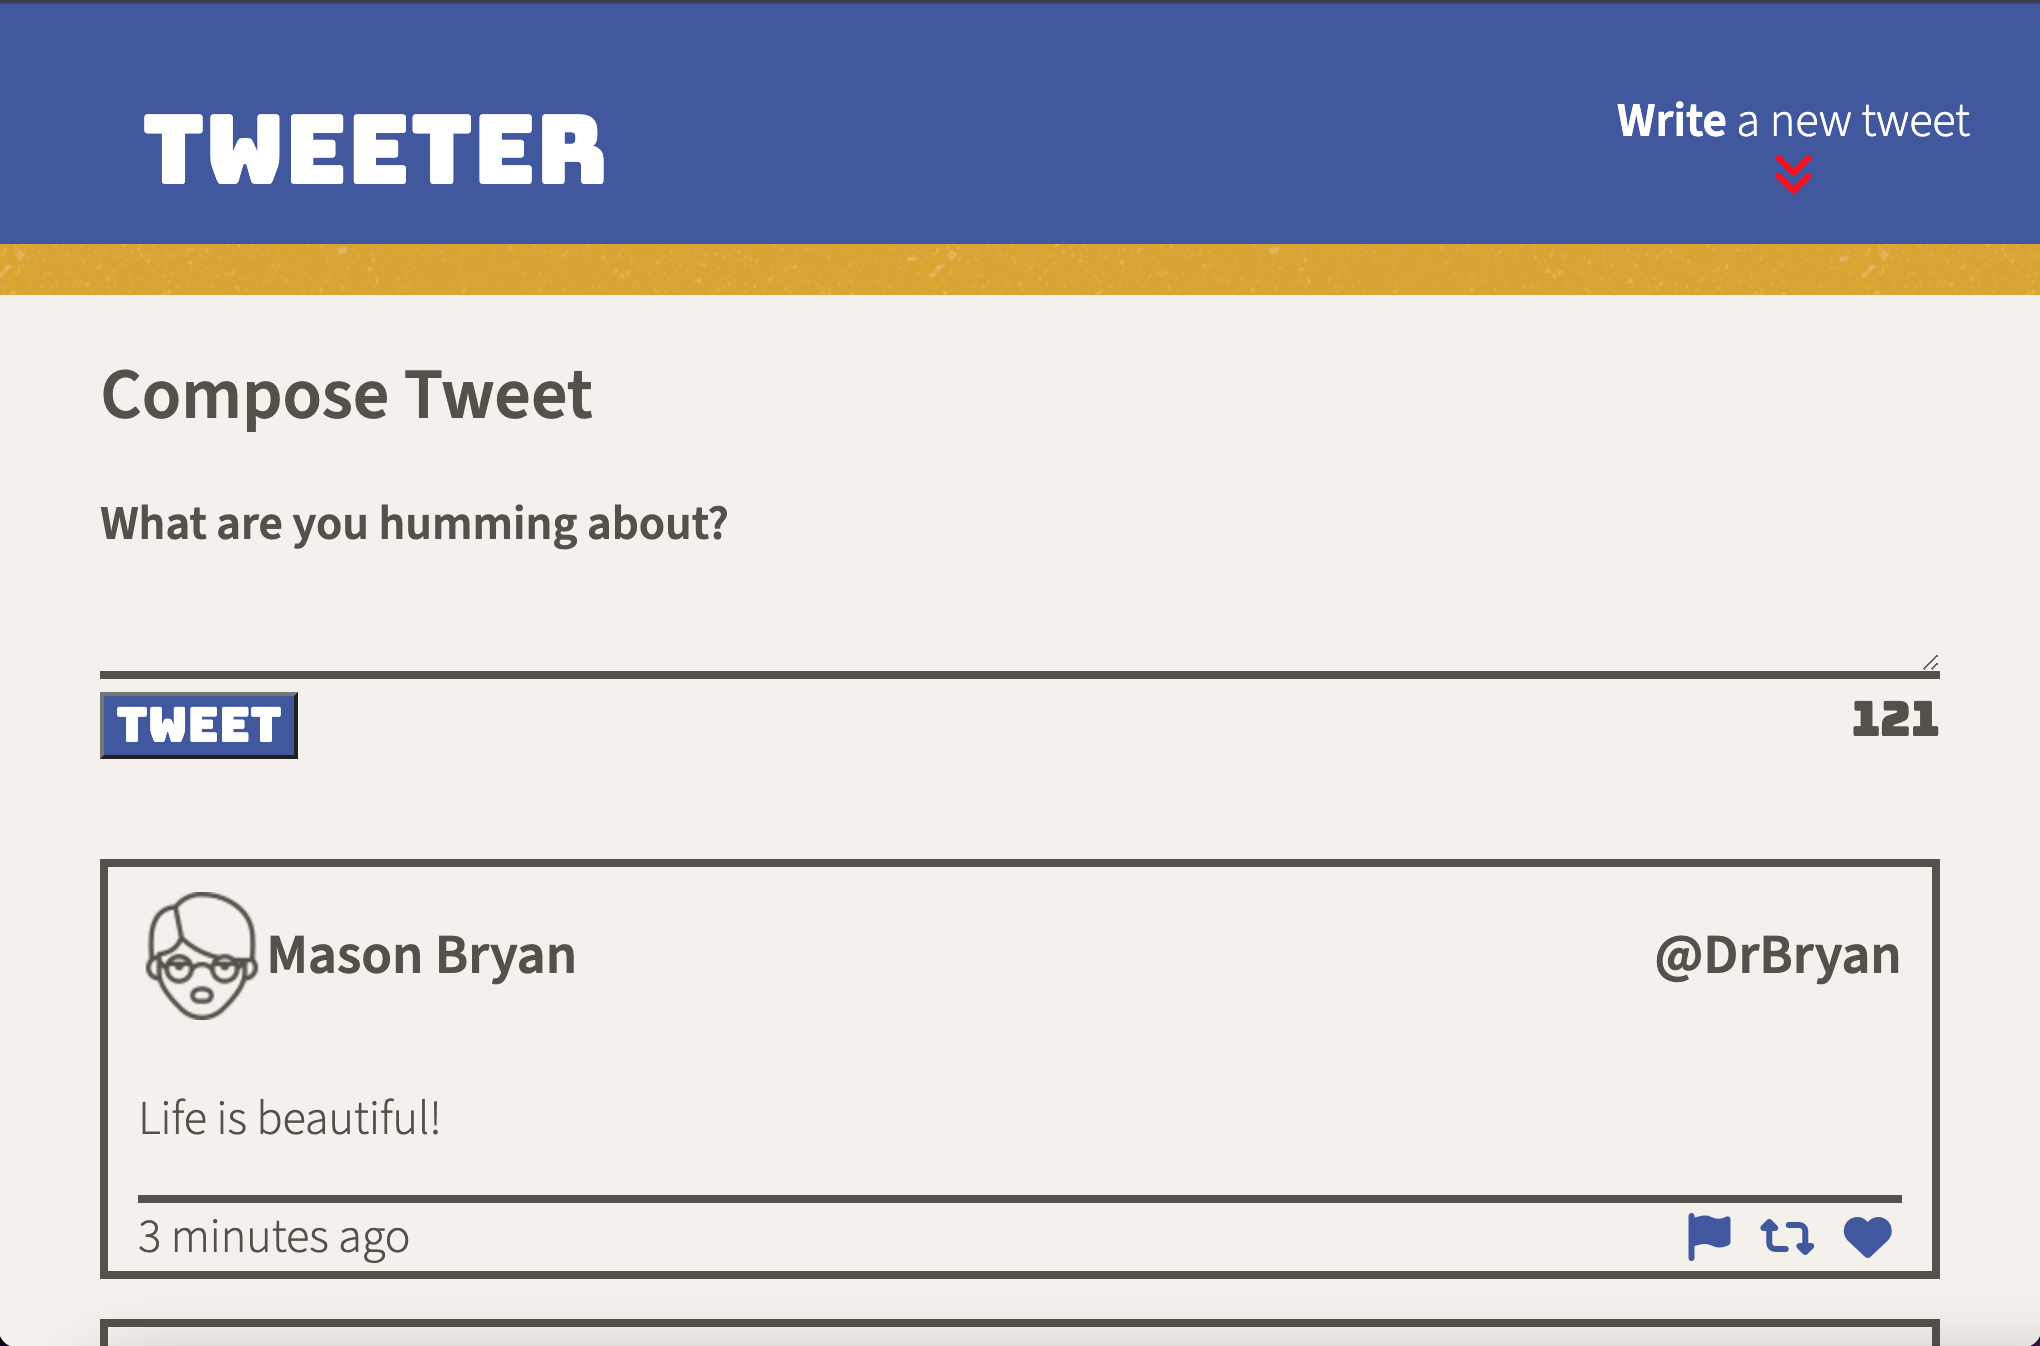 TWEETER
Write a new tweet
Compose Tweet
What are you humming about?
TWEET
121
Mason Bryan
@DrBryan
Life is beautiful!
3 minutes ago